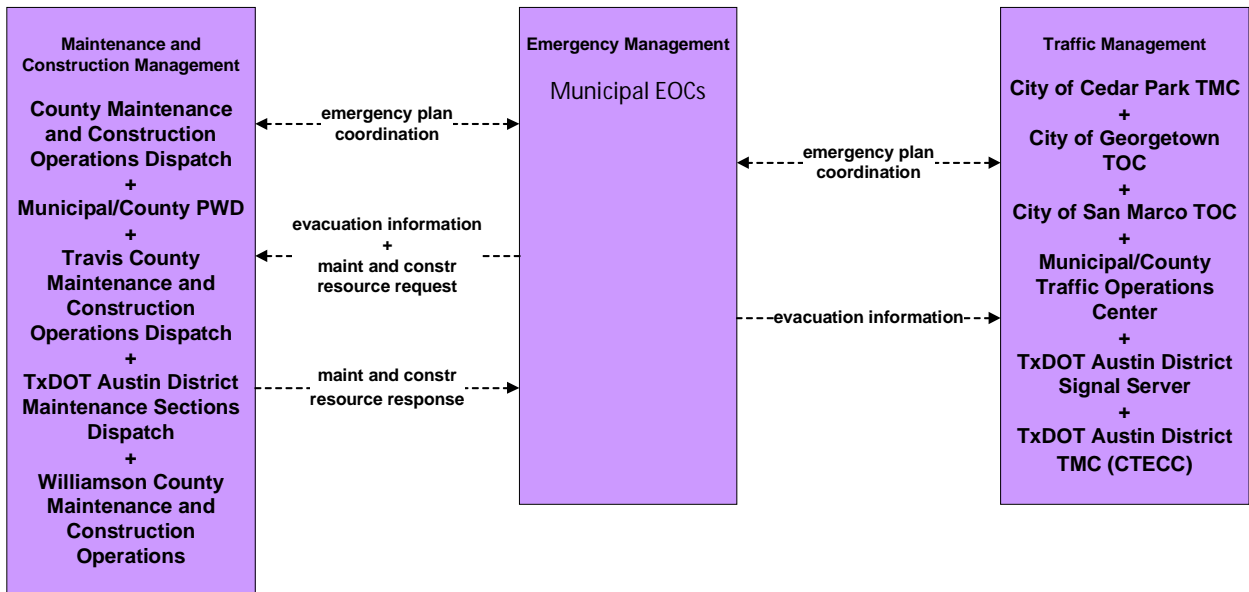 Maintenance and
Construction Management
County Maintenance
and Construction
Operations Dispatch
+
Municipal/County PWD
+
Travis County
Maintenance and
Construction
Operations Dispatch
+
TxDOT Austin District
Maintenance Sections
Dispatch
+
Williamson County
Maintenance and
Construction
Operations
emergency plan
coordination
evacuation information
+
maint and constr
resource request
maint and constr
resource response
Emergency Management
Municipal EOCs
emergency plan
coordination
evacuation information
Traffic Management
City of Cedar Park TMC
+
City of Georgetown
TOC
+
City of San Marco TOC
+
Municipal/County
Traffic Operations
Center
+
TxDOT Austin District
Signal Server
+
TxDOT Austin District
TMC (CTECC)